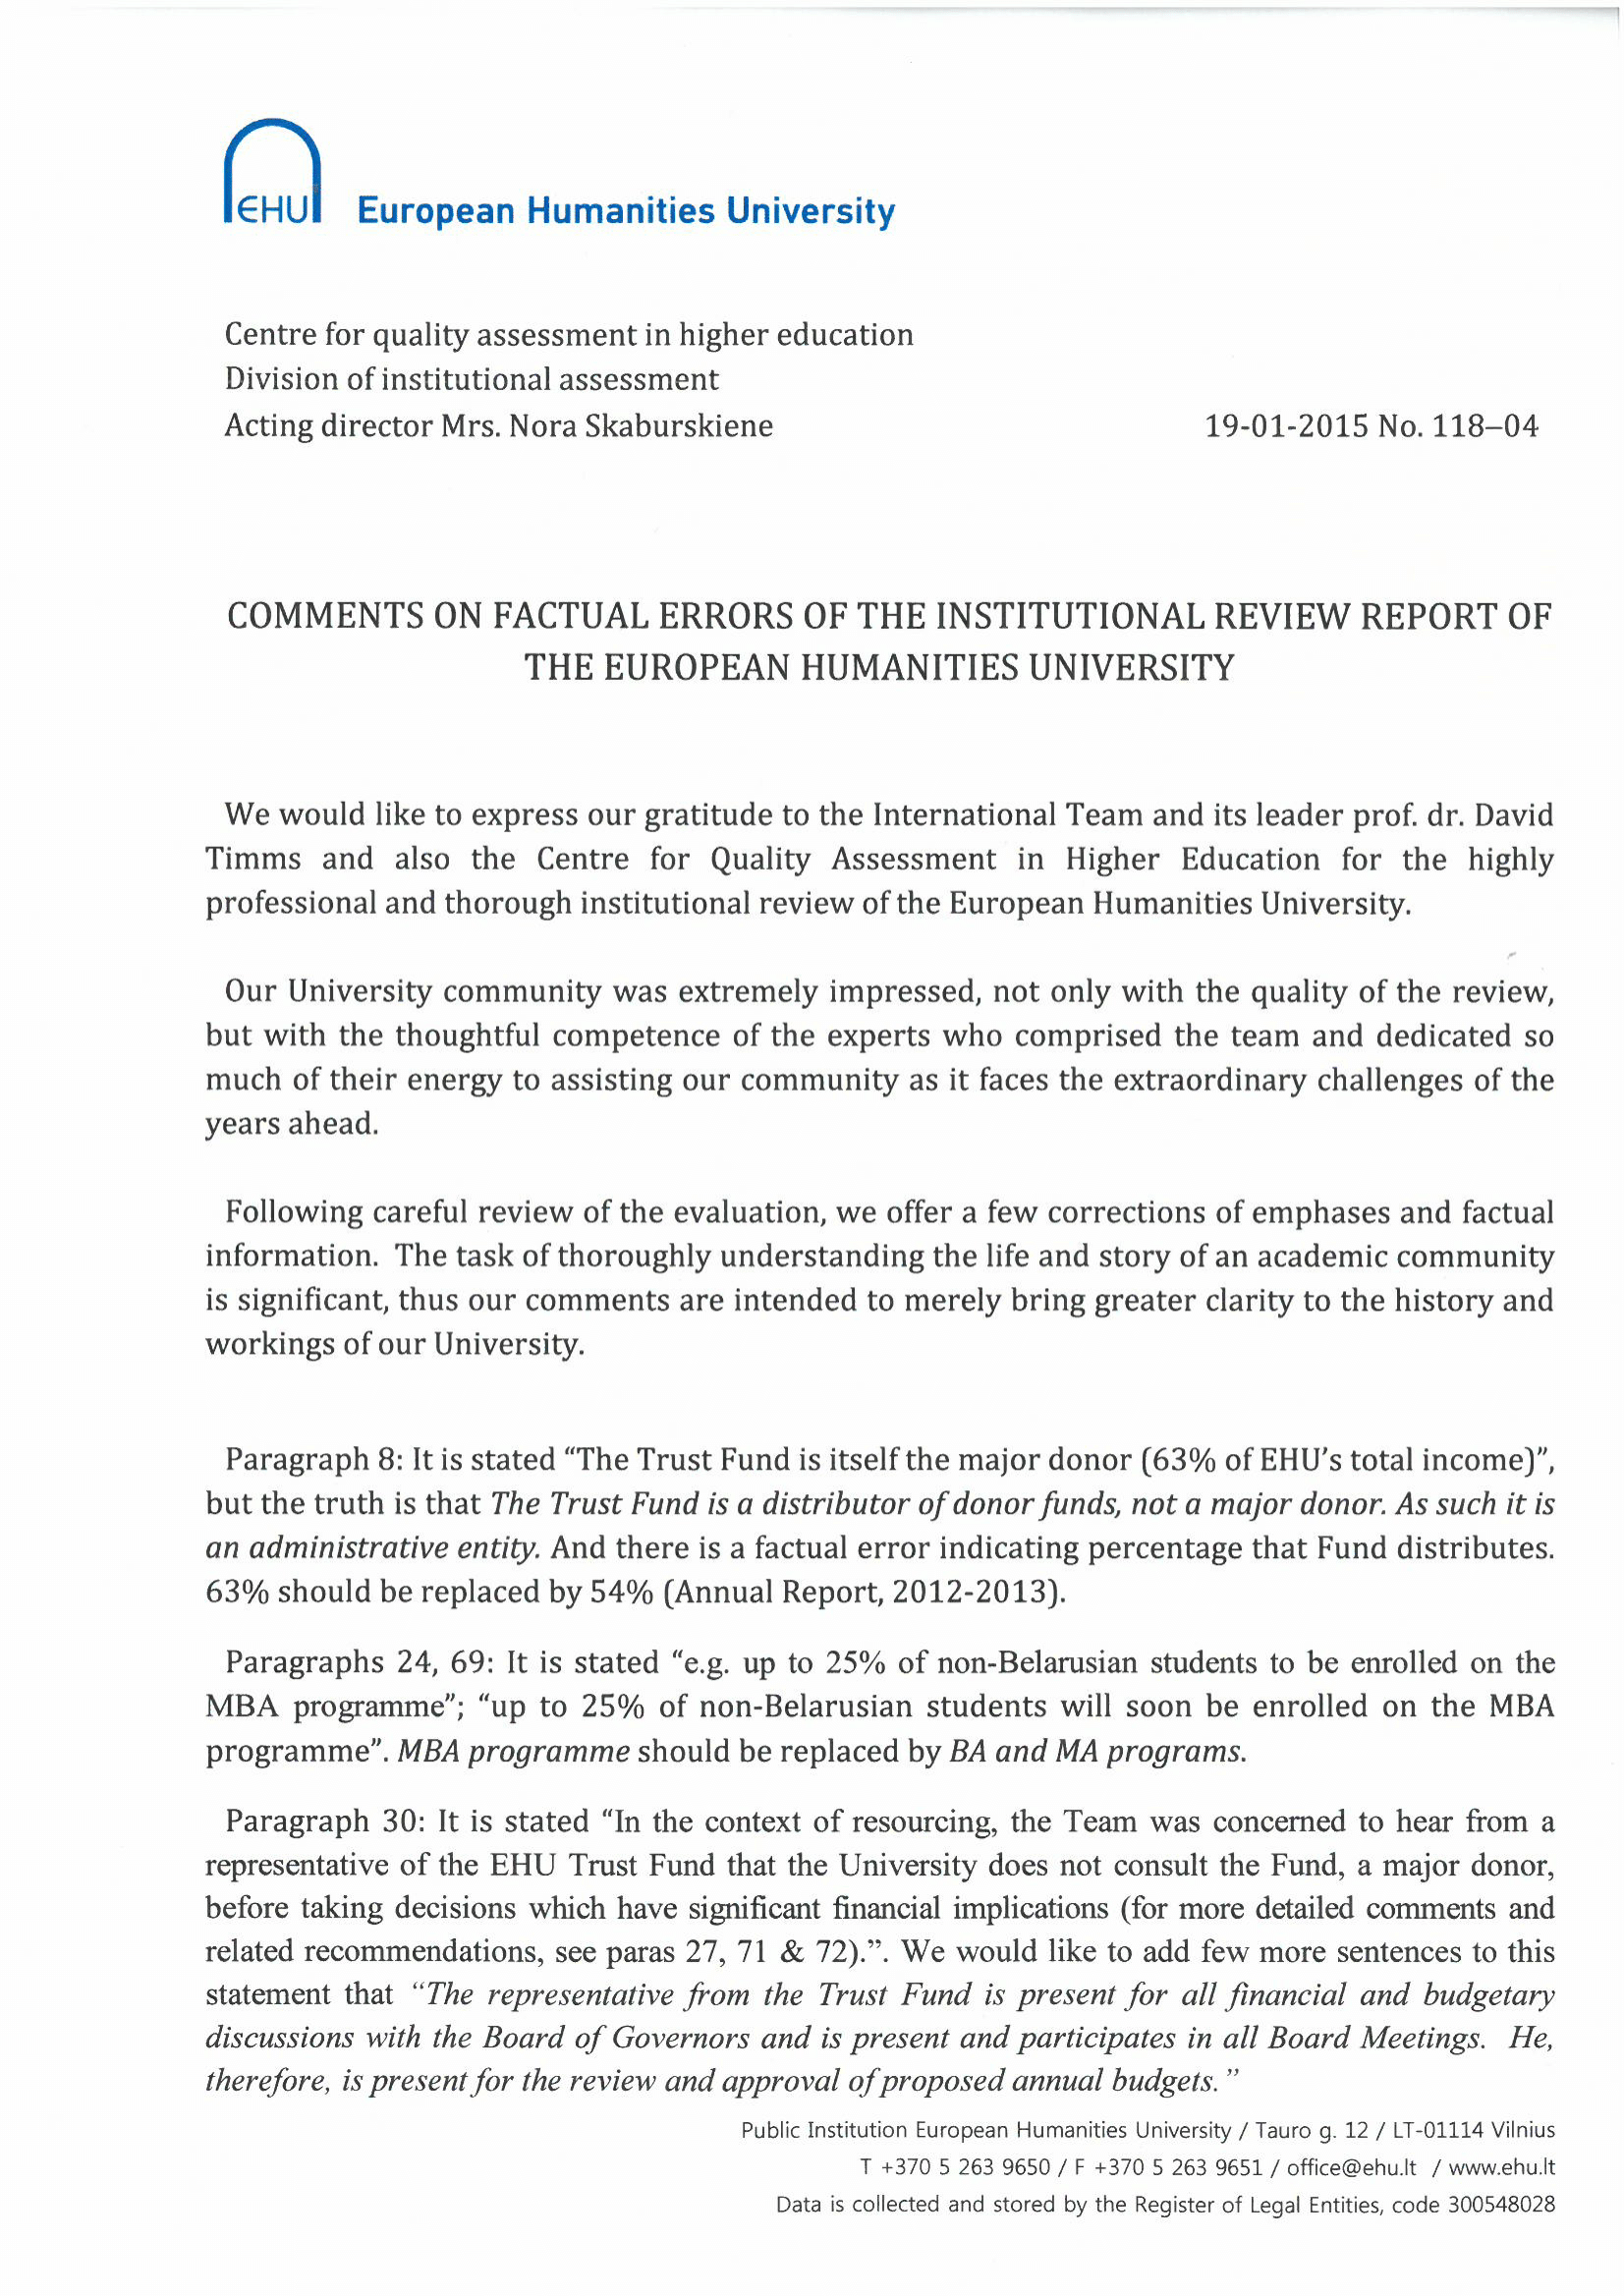 EHU European Humanities University
Centre for quality assessment in higher education
Division of institutional assessment
Acting director Mrs. Nora Skaburskiene 19-01-2015 No. 118–04
COMMENTS ON FACTUAL ERRORS OF THE INSTITUTIONAL REVIEW REPORT OF
THE EUROPEAN HUMANITIES UNIVERSITY
We would like to express our gratitude to the International Team and its leader prof. dr. David
Timms and also the Centre for Quality Assessment in Higher Education for the highly
professional and thorough institutional review of the European Humanities University.
Our University community was extremely impressed, not only with the quality of the review,
but with the thoughtful competence of the experts who comprised the team and dedicated so
much of their energy to assisting our community as it faces the extraordinary challenges of the
years ahead.
Following careful review of the evaluation, we offer a few corrections of emphases and factual
information. The task of thoroughly understanding the life and story of an academic community
is significant, thus our comments are intended to merely bring greater clarity to the history and
workings of our University.
Paragraph 8: It is stated “The Trust Fund is itself the major donor (63% of EHU’s total income)”,
but the truth is that The Trust Fund is a distributor of donor funds, not a major donor. As such it is
an administrative entity. And there is a factual error indicating percentage that Fund distributes.
63% should be replaced by 54% (Annual Report, 2012-2013).
Paragraphs 24, 69: It is stated “e.g. up to 25% of non-Belarusian students to be enrolled on the
MBA programme”; “up to 25% of non-Belarusian students will soon be enrolled on the MBA
programme”. MBA programme should be replaced by BA and MA programs.
Paragraph 30: It is stated “In the context of resourcing, the Team was concerned to hear from a
representative of the EHU Trust Fund that the University does not consult the Fund, a major donor,
before taking decisions which have significant financial implications (for more detailed comments and
related recommendations, see paras 27, 71 & 72).”. We would like to add few more sentences to this
statement that “The representative from the Trust Fund is present for all financial and budgetary
discussions with the Board of Governors and is present and participates in all Board Meetings. He,
therefore, is present for the review and approval of proposed annual budgets.”
Public Institution European Humanities University / Tauro g. 12 / LT-01114 Vilnius
T +370 5 263 9650 / F +370 5 263 9651 / office@ehu.lt / www.ehu.lt
Data is collected and stored by the Register of Legal Entities, code 300548028